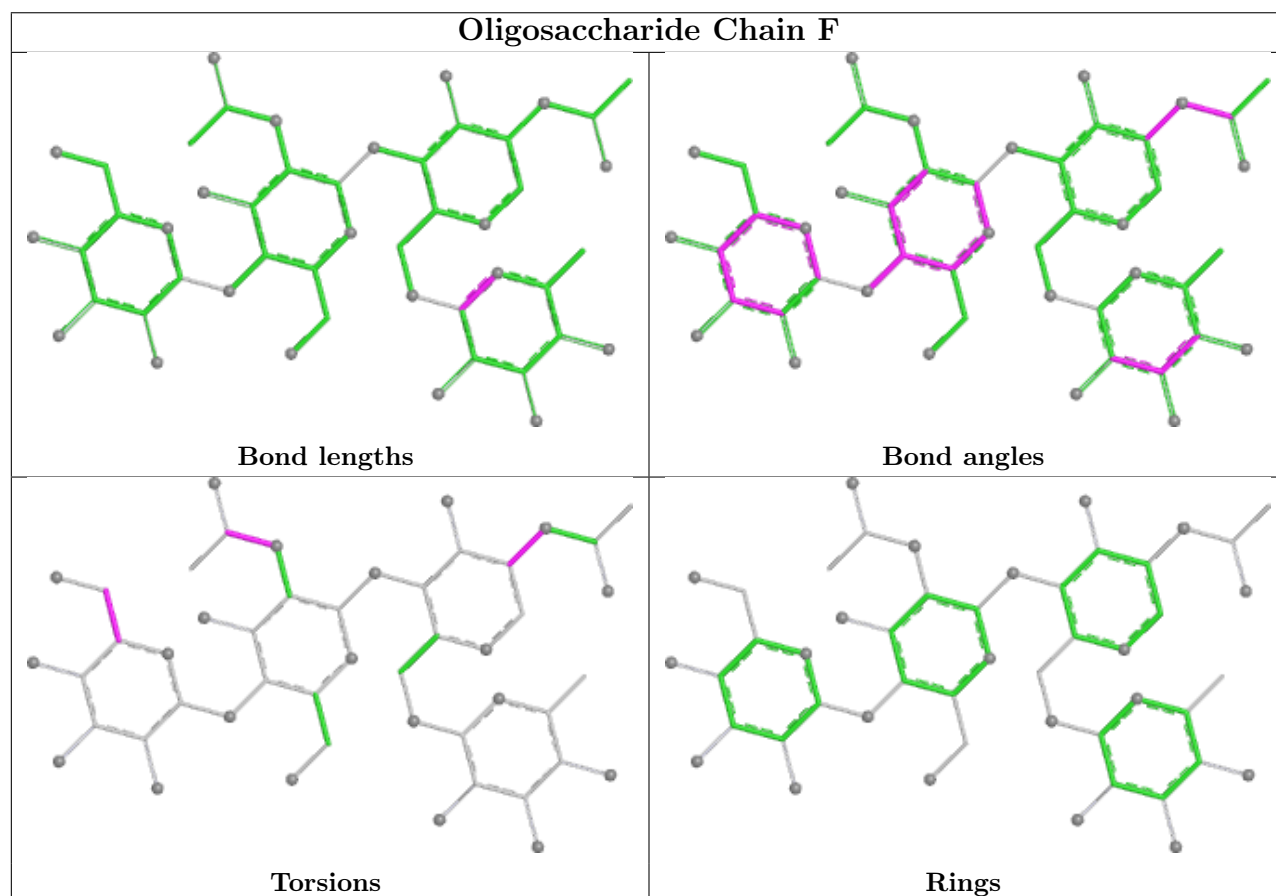 Oligosaccharide Chain F
Bond lengths
Bond angles
Torsions
Rings